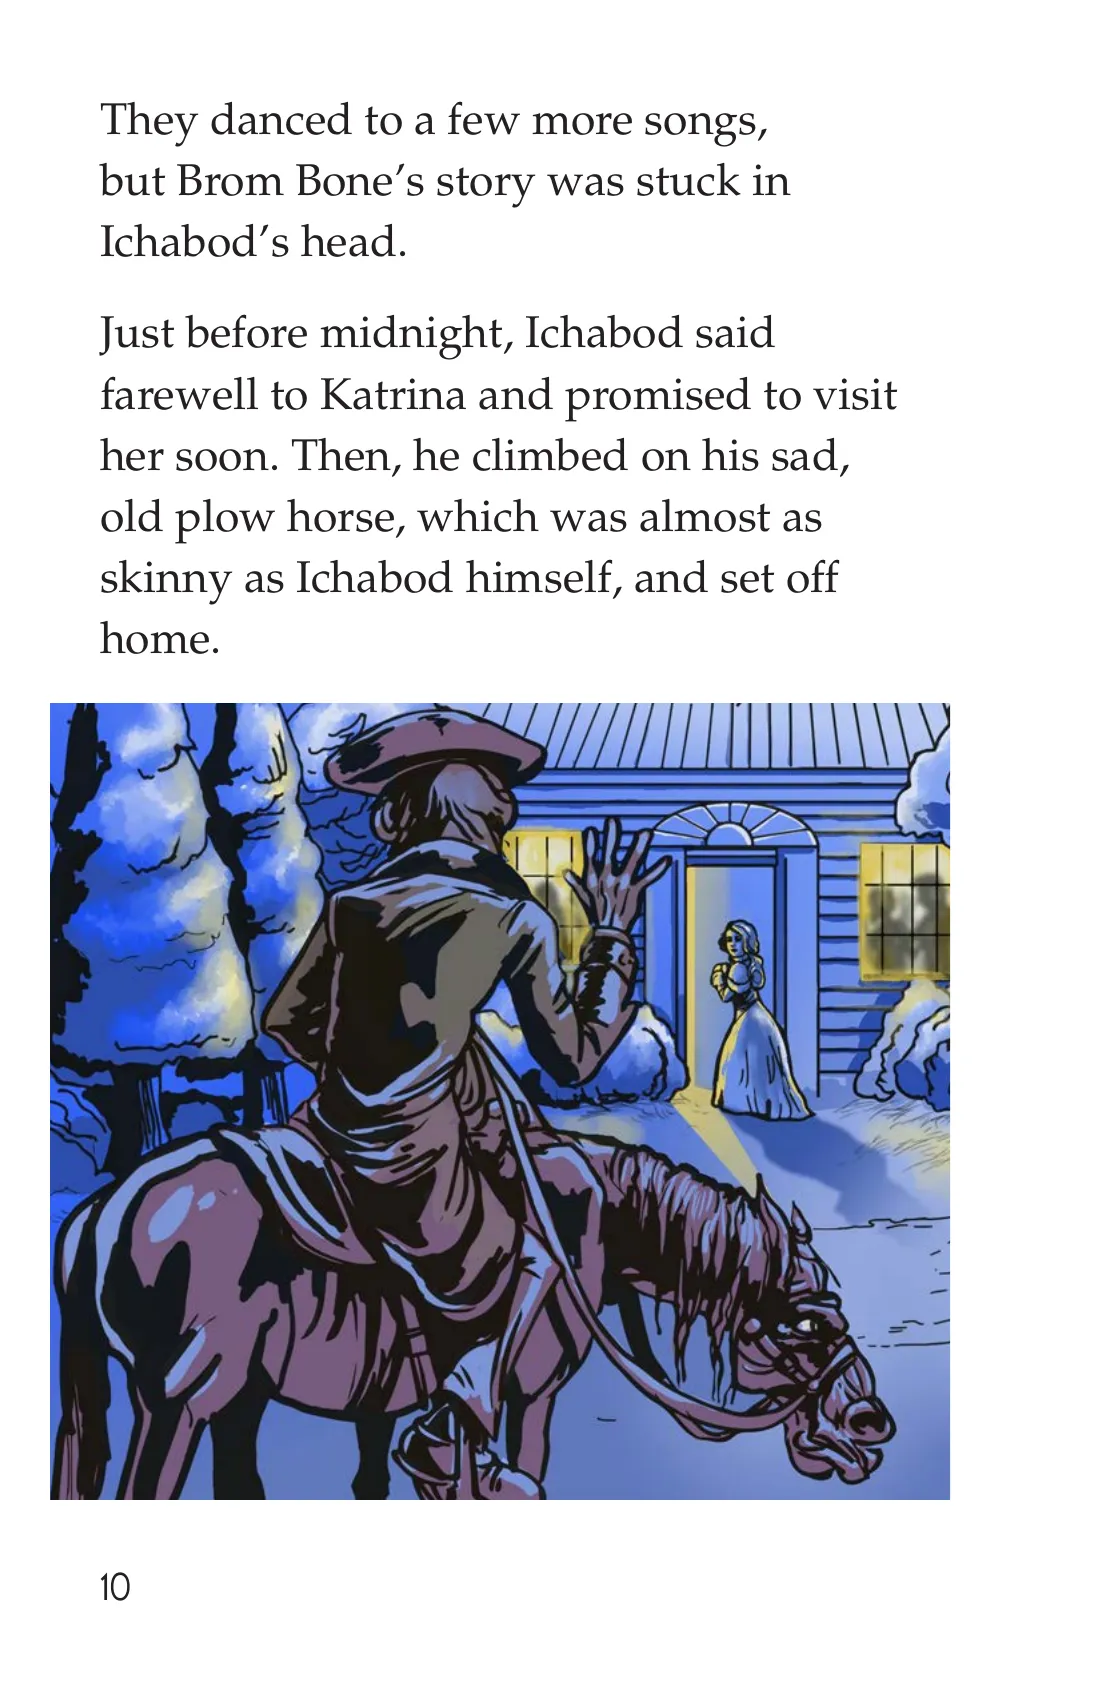 They danced to a few more songs,
but Brom Bone’s story was stuck in
Ichabod’s head.
Just before midnight, Ichabod said
farewell to Katrina and promised to visit
her soon. Then, he climbed on his sad,
old plow horse, which was almost as
skinny as Ichabod himself, and set off
home.
10